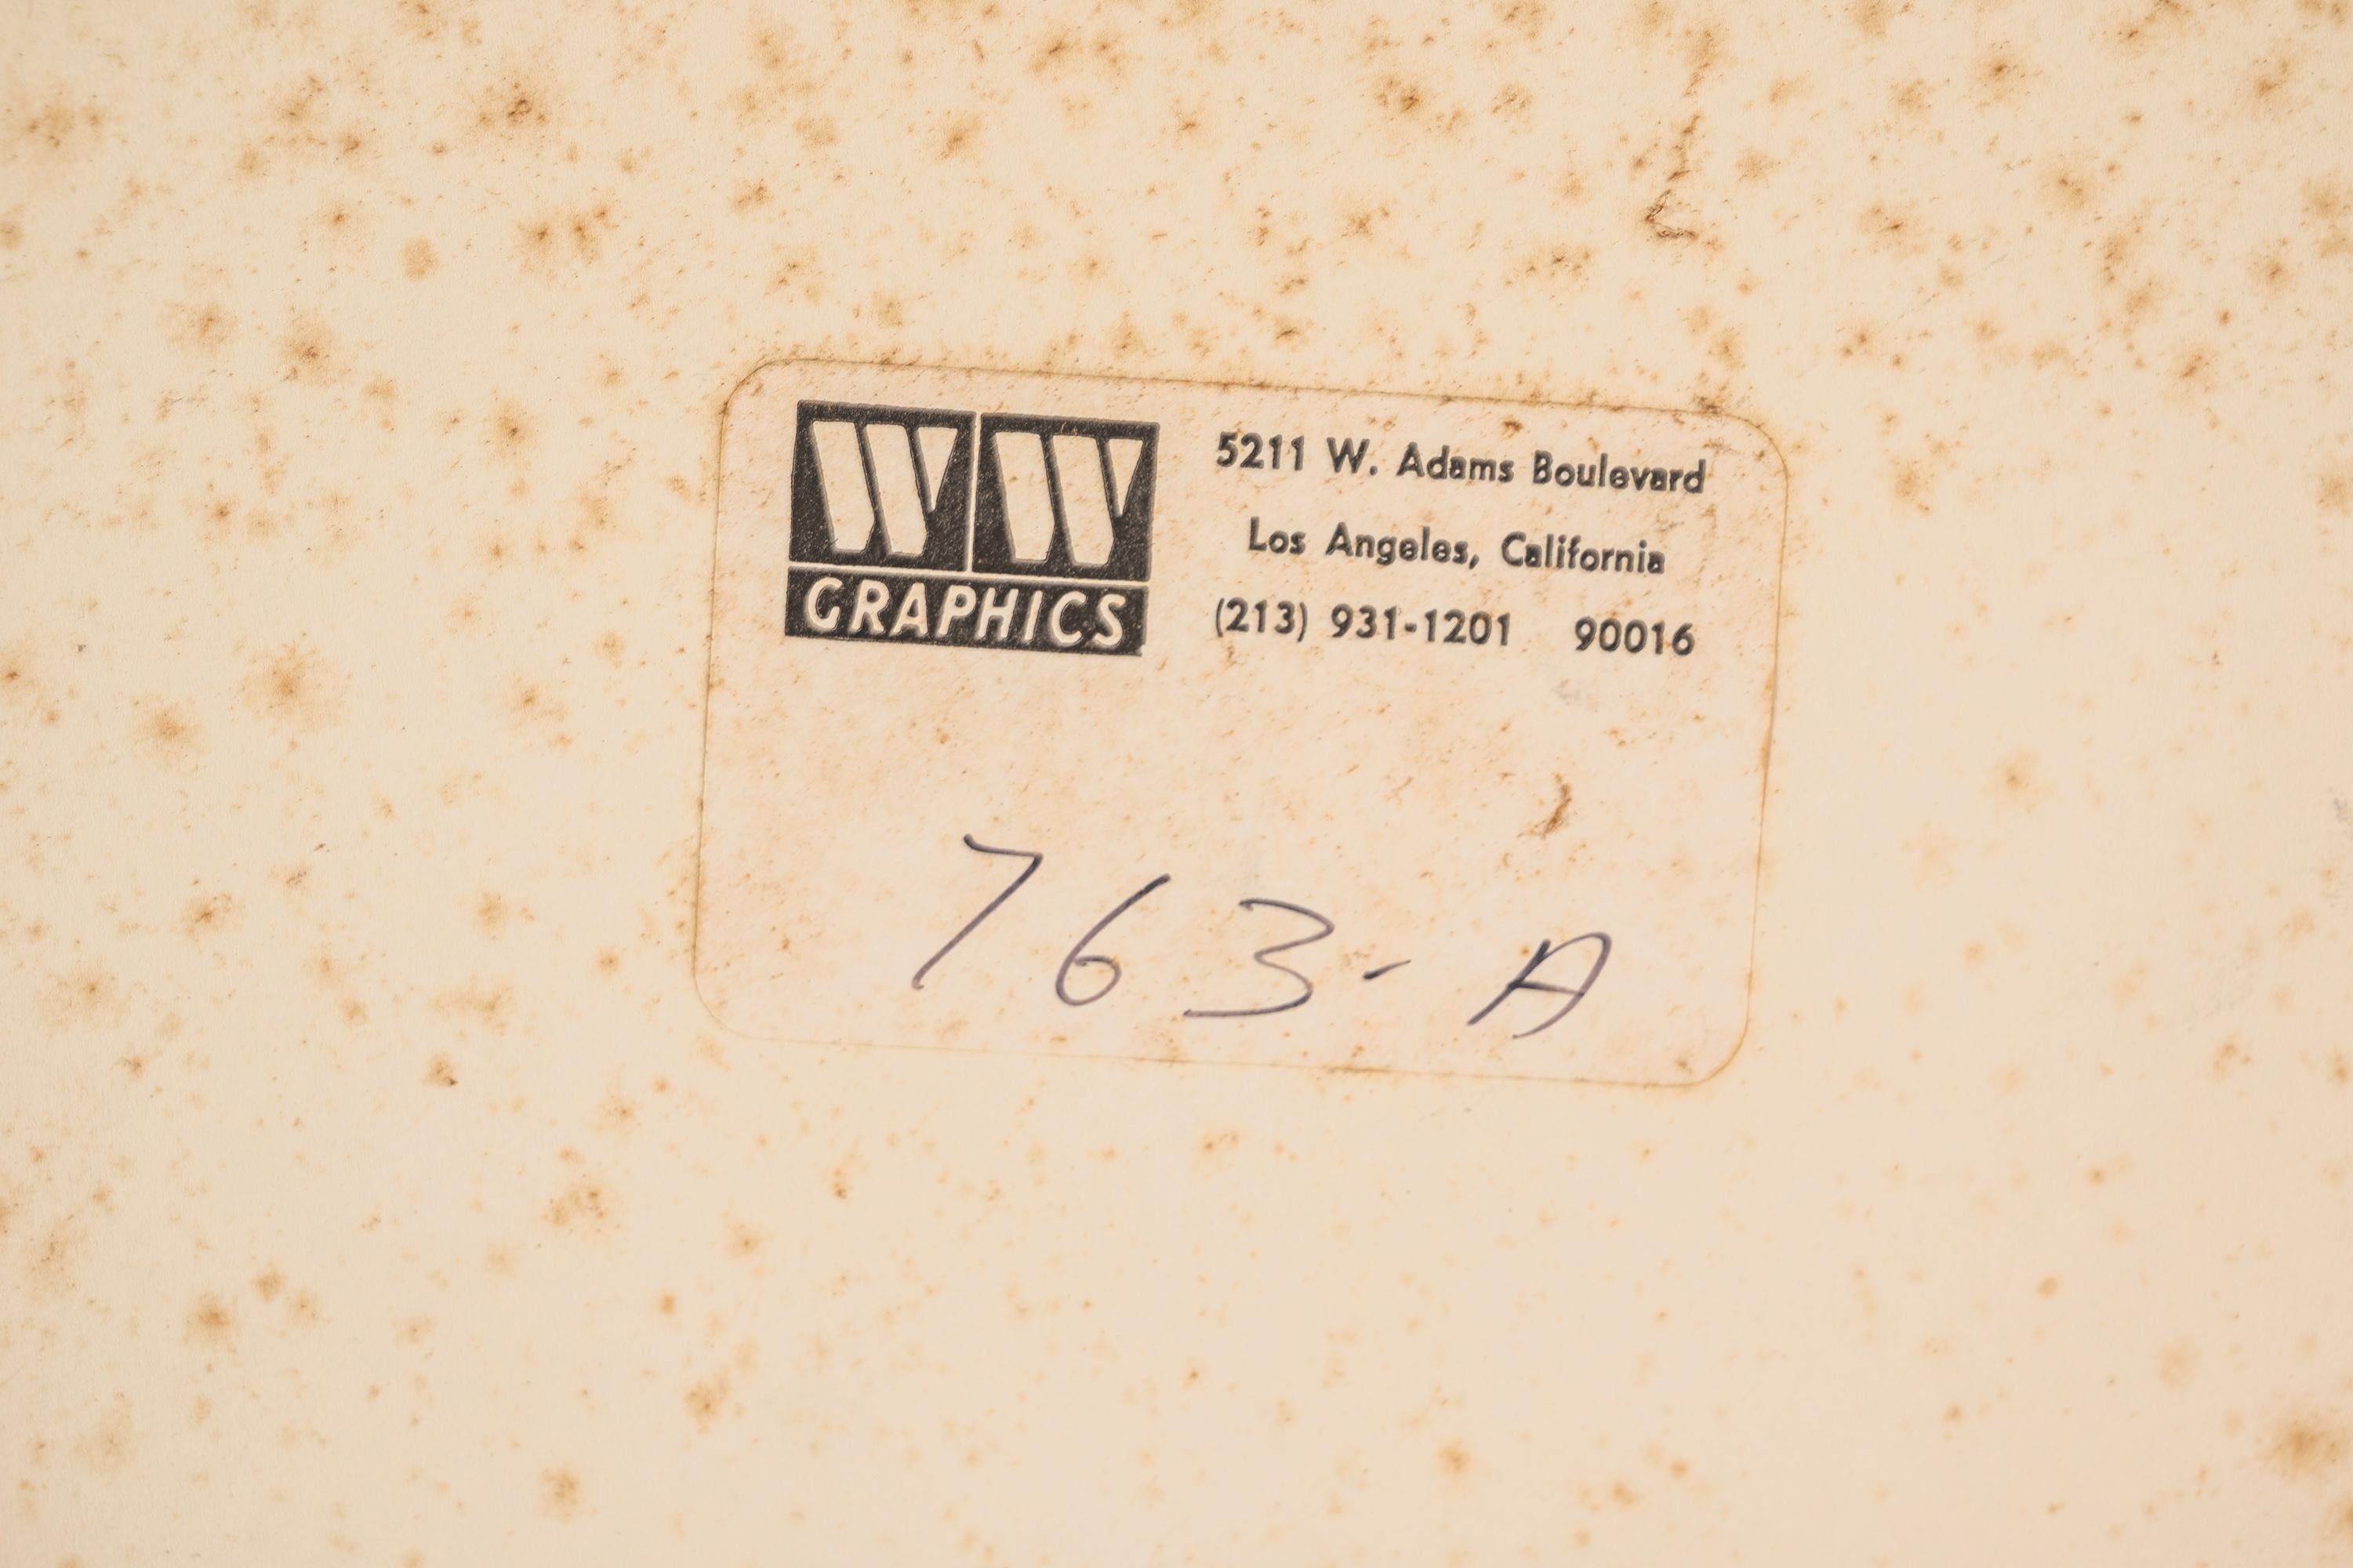 WW
GRAPHICS
5211 W. Adams Boulevard
Los Angeles, California
(213) 931-1201 90016
763-A